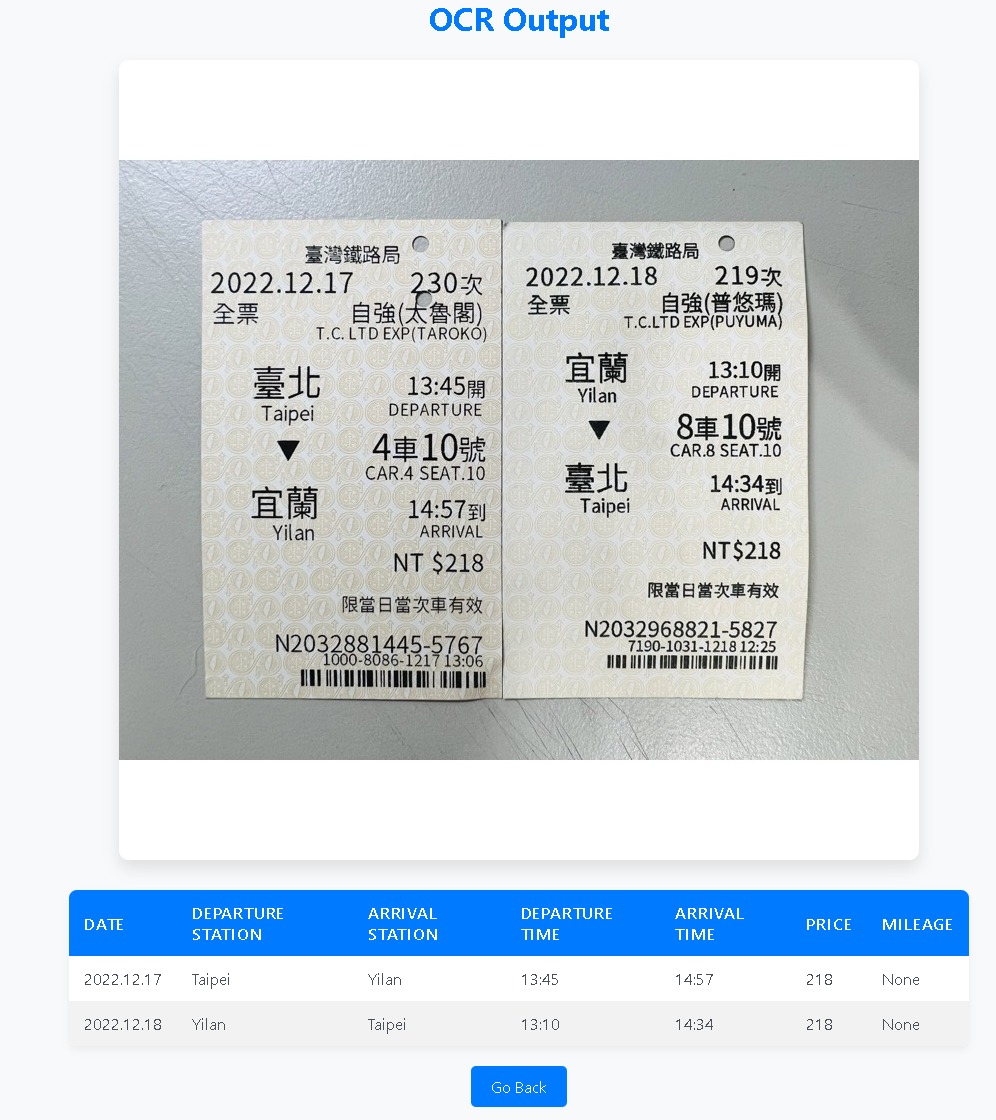 OCR Output
臺灣鐵路局
2022.12.17 230次
全票 自強(太魯閣)
T.C. LTD EXP(TAROKO)
臺北
Taipei
13:45開
DEPARTURE
4車10號
CAR.4 SEAT.10
宜蘭
Yilan
14:57到
ARRIVAL
NT $218
限當日當次車有效
N2032881445-5767
1000-8086-1217 13:06
臺灣鐵路局
2022.12.18 219次
全票 自強(普悠瑪)
T.C.LTD EXP(PUYUMA)
宜蘭
Yilan
13:10開
DEPARTURE
8車10號
CAR.8 SEAT.10
臺北
Taipei
14:34到
ARRIVAL
NT$218
限當日當次車有效
N2032968821-5827
7190-1031-1218 12:25
DATE DEPARTURE STATION ARRIVAL STATION DEPARTURE TIME ARRIVAL TIME PRICE MILEAGE
2022.12.17 Taipei Yilan 13:45 14:57 218 None
2022.12.18 Yilan Taipei 13:10 14:34 218 None
Go Back